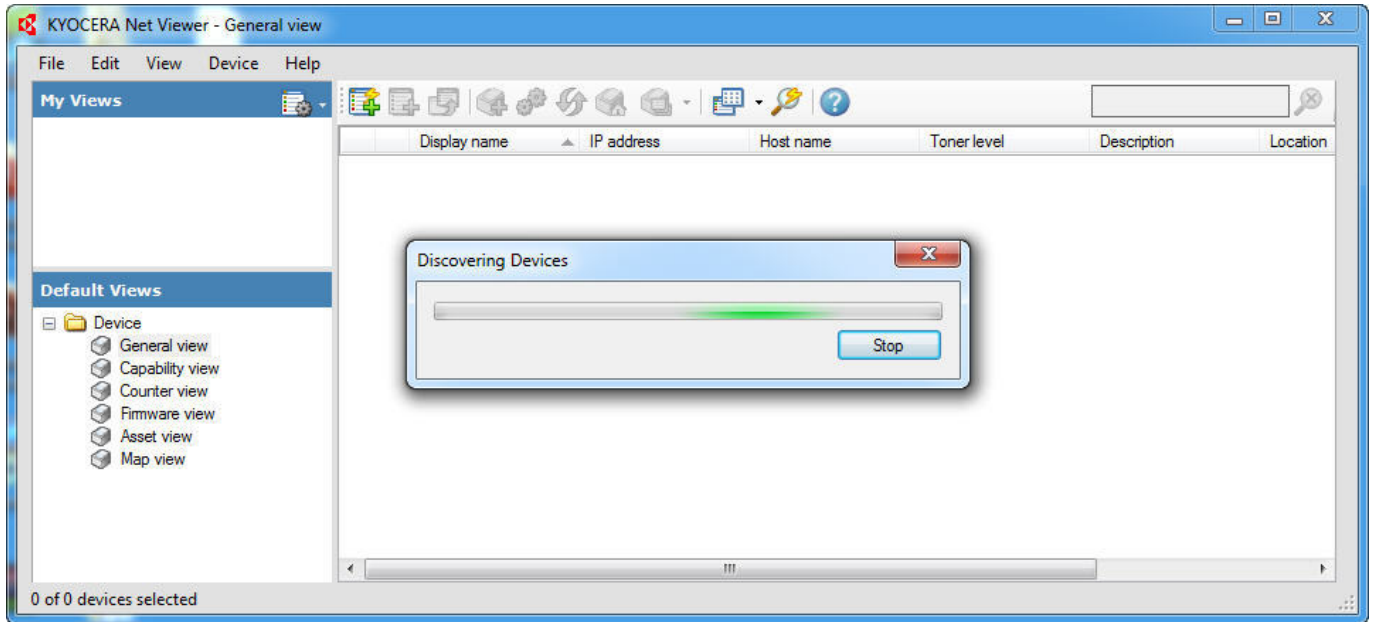 KYOCERA Net Viewer - General view
File Edit View Device Help
My Views
Display name IP address Host name Toner level Description Location
Discovering Devices
Stop
Default Views
Device
General view
Capability view
Counter view
Firmware view
Asset view
Map view
0 of 0 devices selected